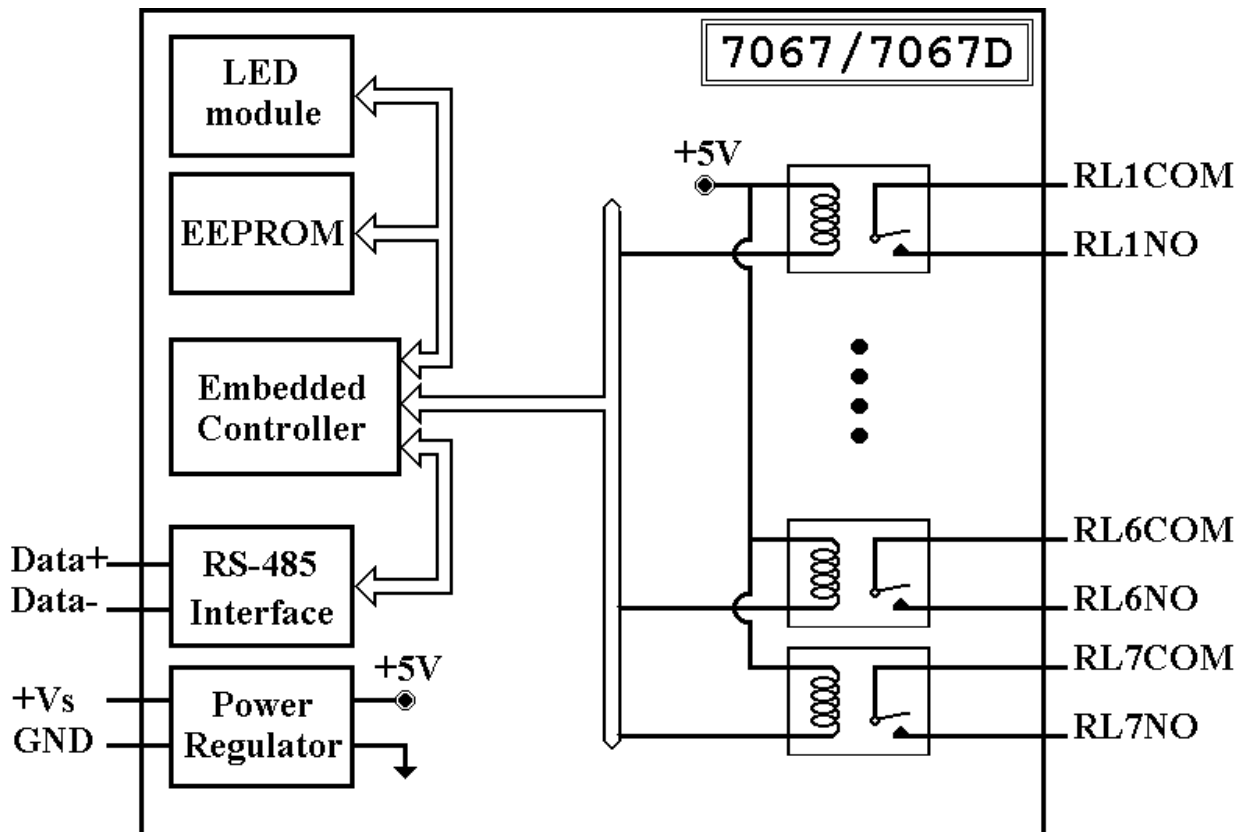 7067/7067D
LED
module
EEPROM
Embedded
Controller
RS-485
Interface
Data+
Data-
Power
Regulator
+Vs
GND
+5V
+5V
RL1COM
RL1NO
RL6COM
RL6NO
RL7COM
RL7NO